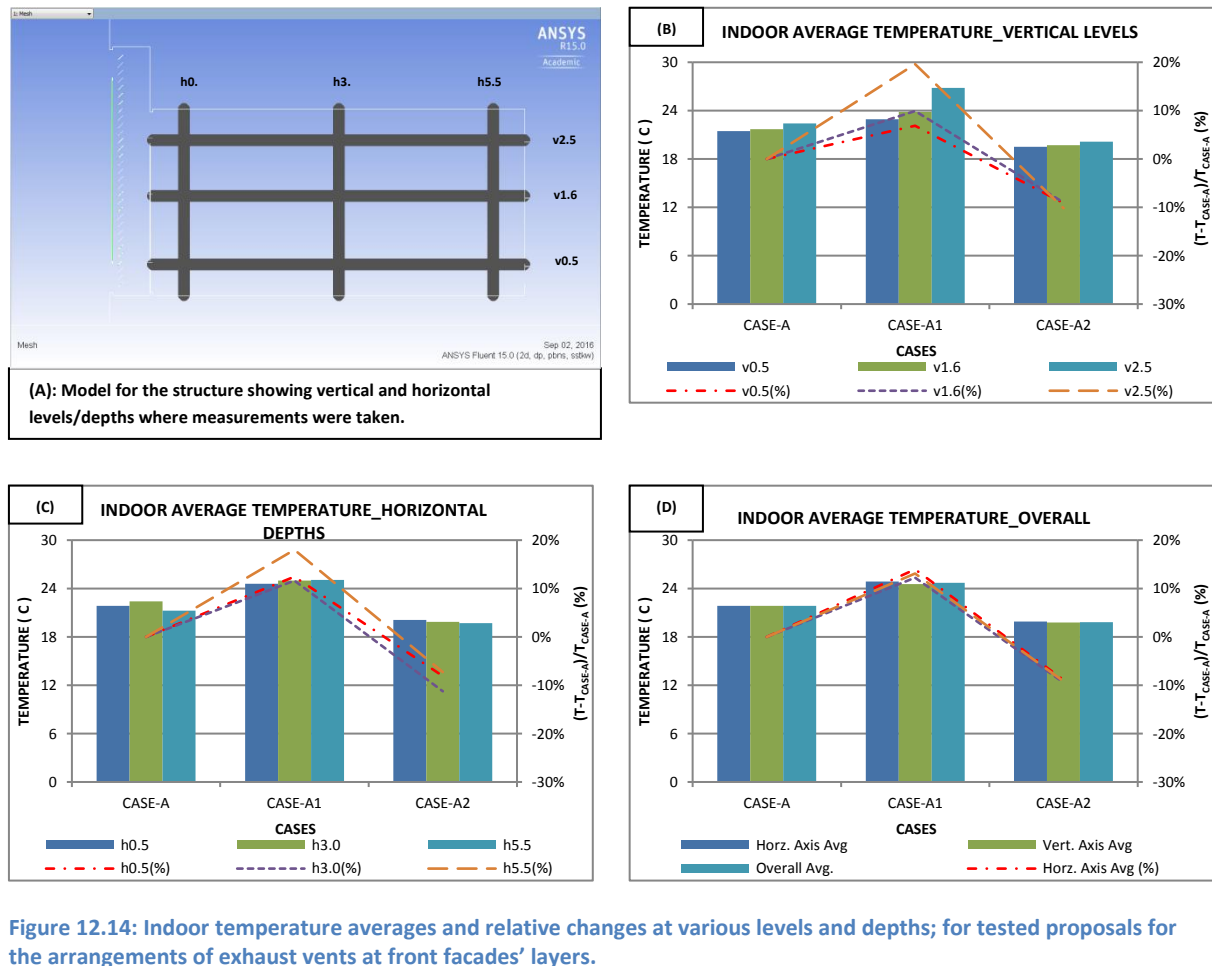 1: Mesh
ANSYS
R15.0
Academic
h0.
h3.
h5.5
v2.5
v1.6
v0.5
Mesh
Sep 02, 2016
ANSYS Fluent 15.0 (2d, dp, pbns, sstkw)
(A): Model for the structure showing vertical and horizontal
levels/depths where measurements were taken.
(B)
INDOOR AVERAGE TEMPERATURE_VERTICAL LEVELS
TEMPERATURE ( C )
30
24
18
12
6
0
20%
10%
0%
-10%
-20%
-30%
(T-TCASE-A)/TCASE-A (%)
CASE-A
CASE-A1
CASE-A2
CASES
v0.5
v1.6
v2.5
v0.5(%)
v1.6(%)
v2.5(%)
(C)
INDOOR AVERAGE TEMPERATURE_HORIZONTAL
DEPTHS
TEMPERATURE ( C )
30
24
18
12
6
0
20%
10%
0%
-10%
-20%
-30%
(T-TCASE-A)/TCASE-A (%)
CASE-A
CASE-A1
CASE-A2
CASES
h0.5
h3.0
h5.5
h0.5(%)
h3.0(%)
h5.5(%)
(D)
INDOOR AVERAGE TEMPERATURE_OVERALL
TEMPERATURE ( C )
30
24
18
12
6
0
20%
10%
0%
-10%
-20%
-30%
(T-TCASE-A)/TCASE-A (%)
CASE-A
CASE-A1
CASE-A2
CASES
Horz. Axis Avg
Vert. Axis Avg
Overall Avg.
Horz. Axis Avg (%)
Figure 12.14: Indoor temperature averages and relative changes at various levels and depths; for tested proposals for
the arrangements of exhaust vents at front facades’ layers.